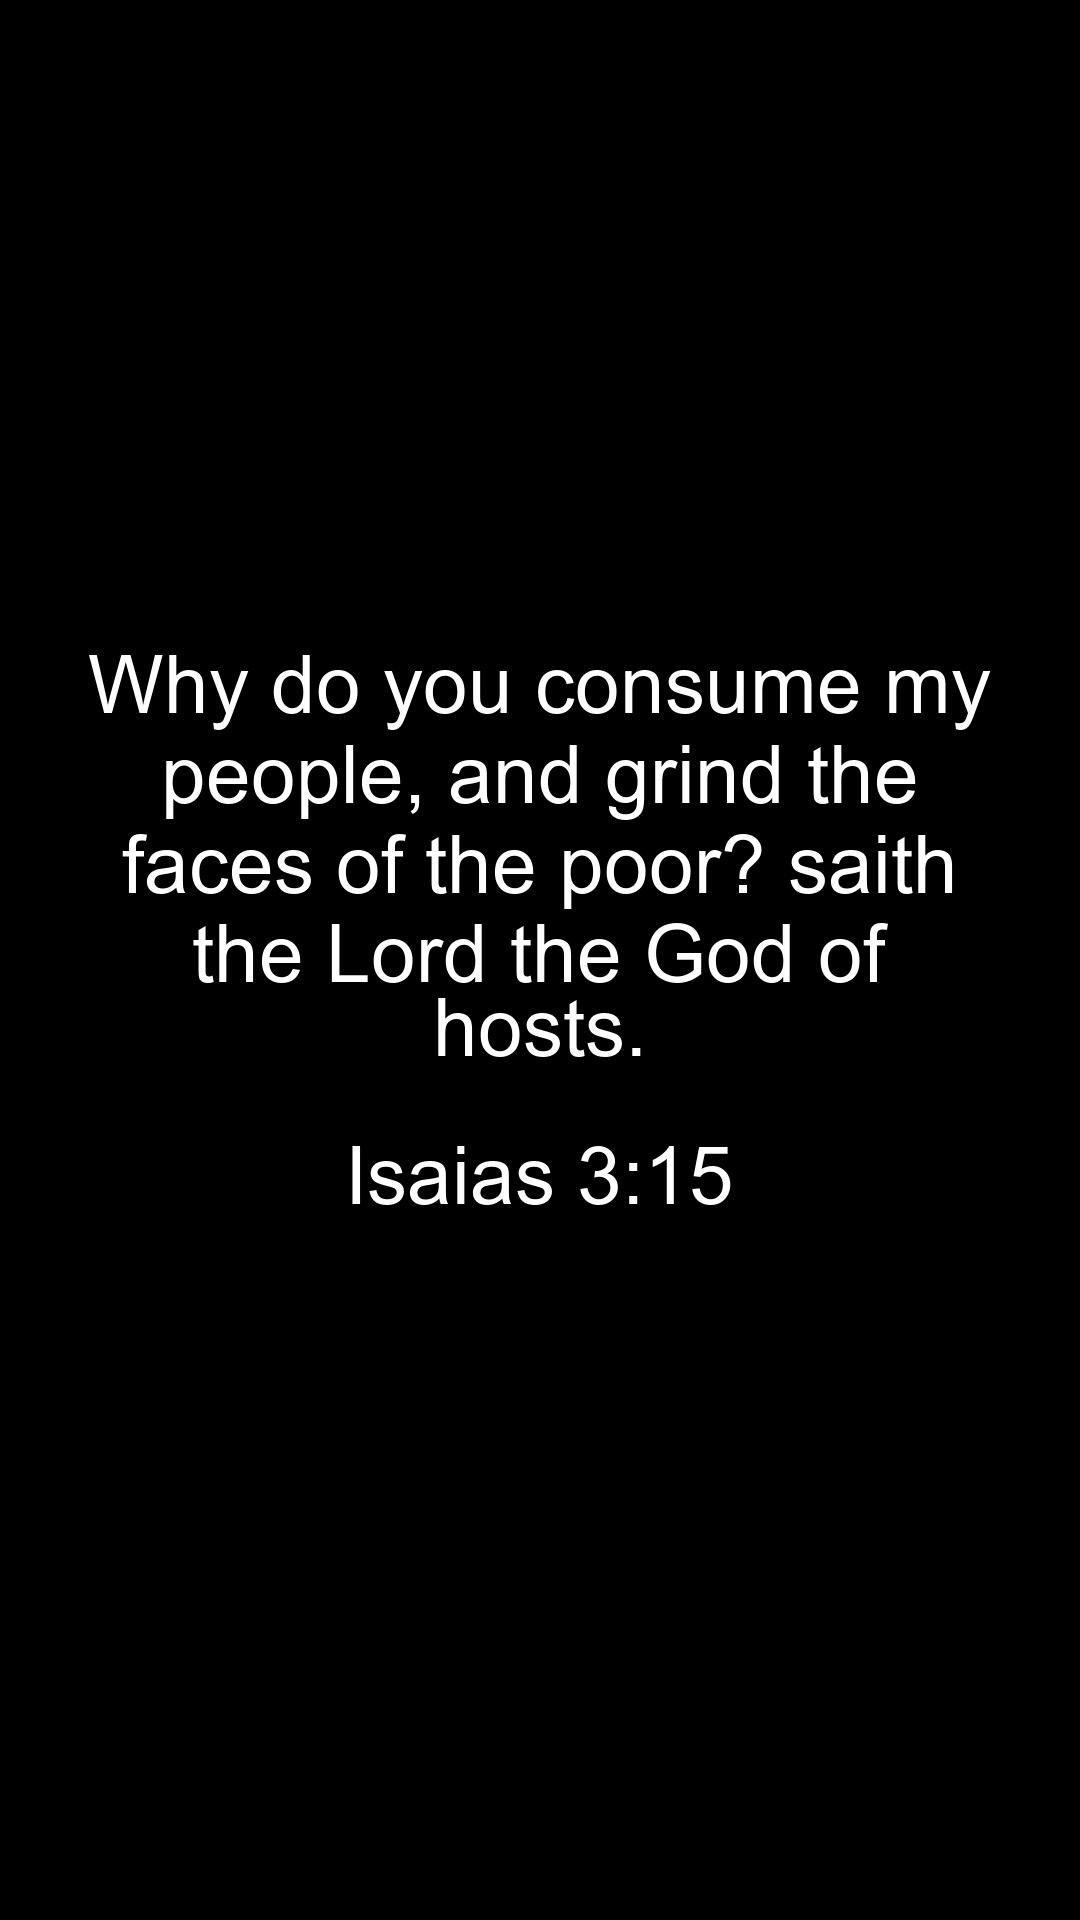 Why do you consume my
people, and grind the
faces of the poor? saith
the Lord the God of
hosts.
Isaias 3:15